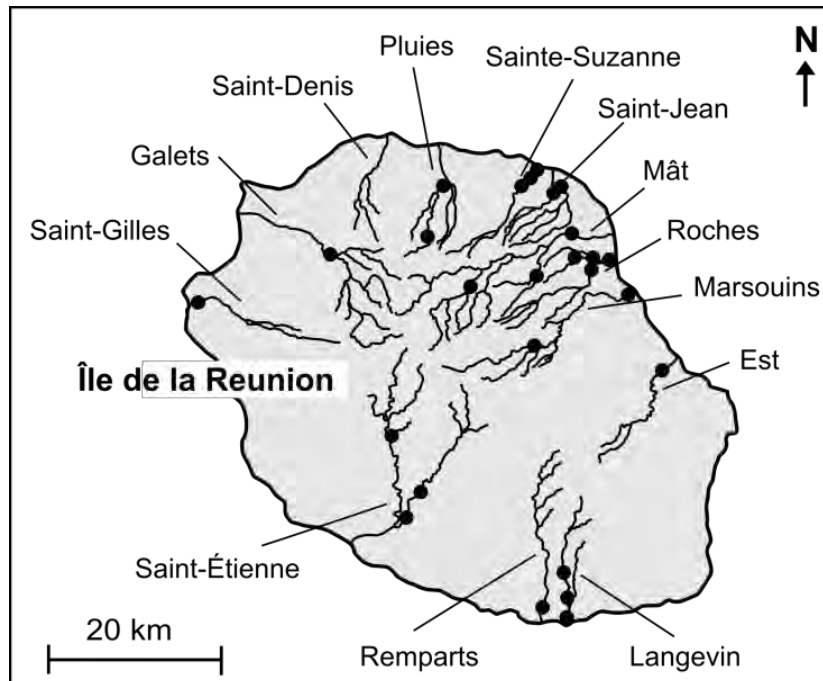 Pluies
N
Sainte-Suzanne
Saint-Denis
Saint-Jean
Galets
Mât
Saint-Gilles
Roches
Marsouins
Est
Île de la Reunion
Saint-Étienne
20 km
Remparts
Langevin